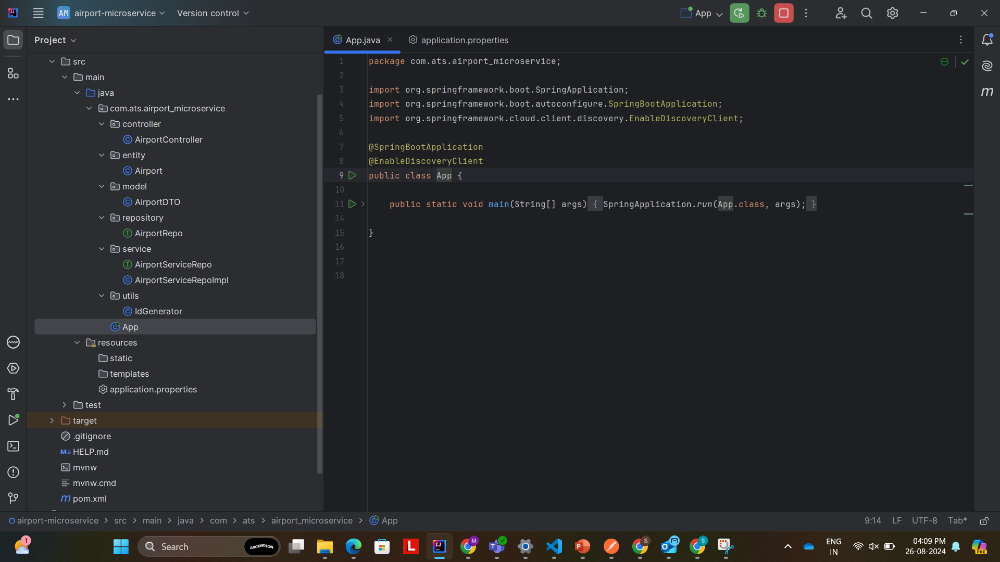 AM airport-microservice Version control App
Project
App.java application.properties
src
main
java
com.ats.airport_microservice
controller
AirportController
entity
Airport
model
AirportDTO
repository
AirportRepo
service
AirportServiceRepo
AirportServiceRepoImpl
utils
IdGenerator
App
resources
static
templates
application.properties
test
target
.gitignore
HELP.md
mvnw
mvnw.cmd
pom.xml
1 package com.ats.airport_microservice;
2
3 import org.springframework.boot.SpringApplication;
4 import org.springframework.boot.autoconfigure.SpringBootApplication;
5 import org.springframework.cloud.client.discovery.EnableDiscoveryClient;
6
7 @SpringBootApplication
8 @EnableDiscoveryClient
9 public class App {
10
11 public static void main(String[] args) { SpringApplication.run(App.class, args); }
14
15 }
16
17
18
airport-microservice > src > main > java > com > ats > airport_microservice > App 9:14 LF UTF-8 Tab*
1 Search ASCENDION ENG 04:09 PM
IN 26-08-2024 PRE